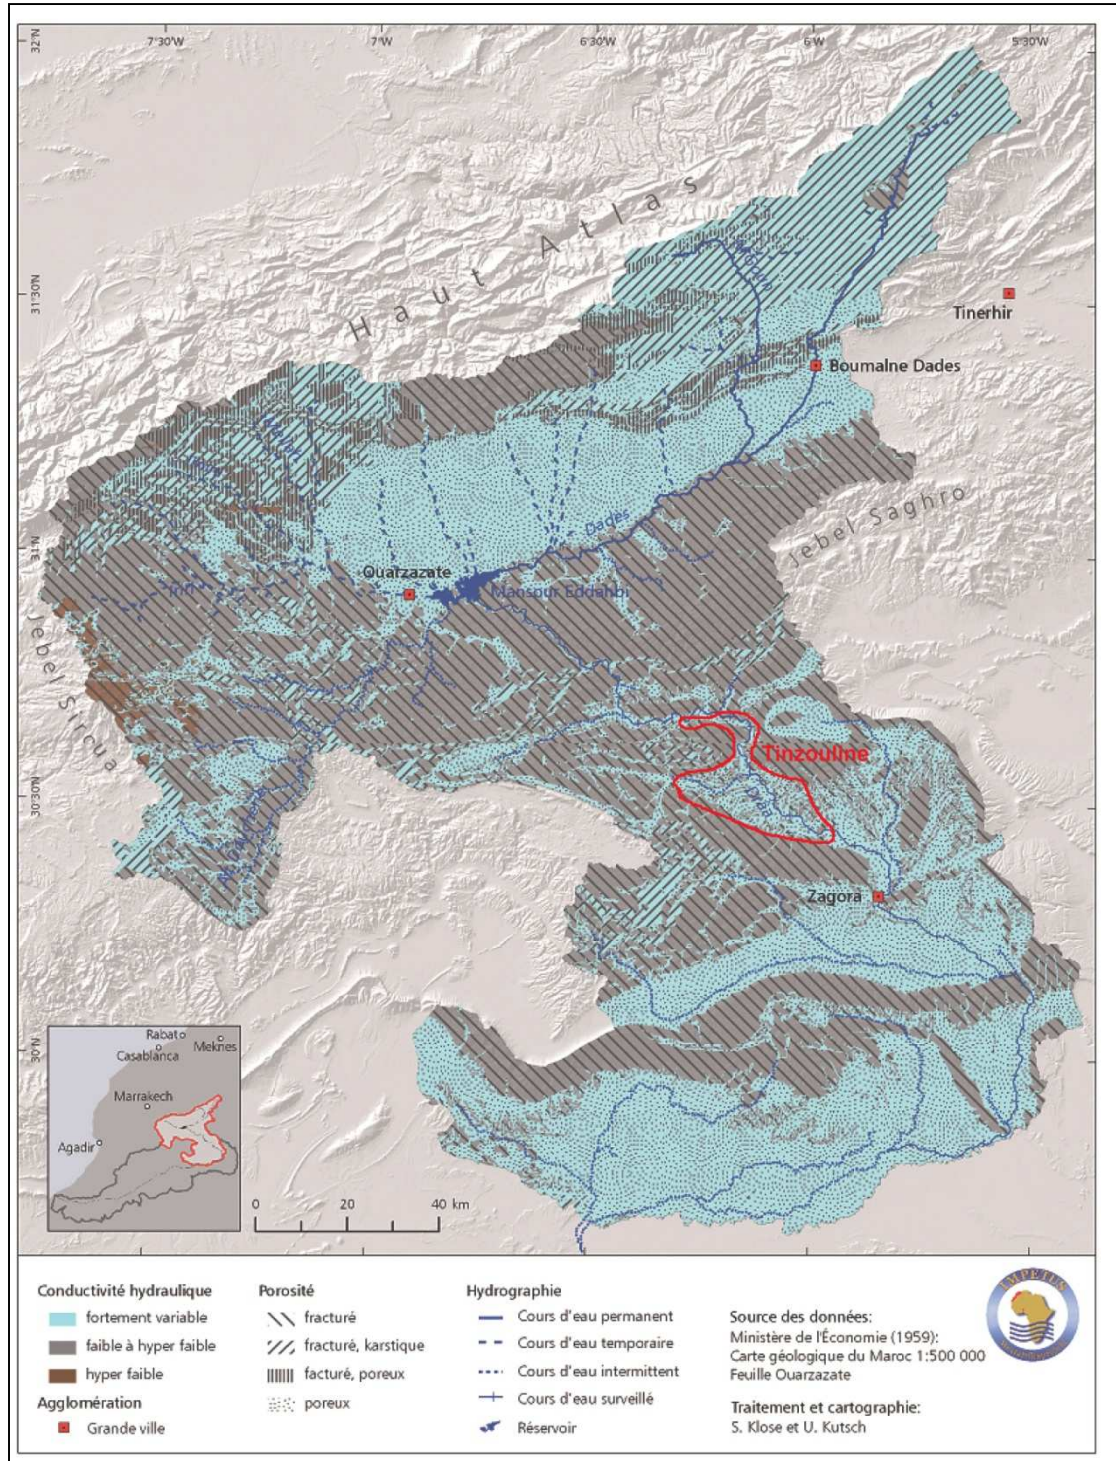 7°30'W 7°W 6°30'W 6°W 5°30'W
32°N
31°30'N
31°N
30°30'N
30°N
Haut Atlas
Tinerhir
Boumalne Dades
Jebel Saghro
Dades
Ouarzazate
Mansour Eddahbi
Jebel Siroua
Tinzouline
Drâa
Zagora
Rabat
Casablanca
Meknes
Marrakech
Agadir
0 20 40 km
Conductivité hydraulique
fortement variable
faible à hyper faible
hyper faible
Agglomération
Grande ville
Porosité
fracturé
fracturé, karstique
facturé, poreux
poreux
Hydrographie
Cours d'eau permanent
Cours d'eau temporaire
Cours d'eau intermittent
Cours d'eau surveillé
Réservoir
Source des données:
Ministère de l'Économie (1959):
Carte géologique du Maroc 1:500 000
Feuille Ouarzazate
Traitement et cartographie:
S. Klose et U. Kutsch
IMPETUS